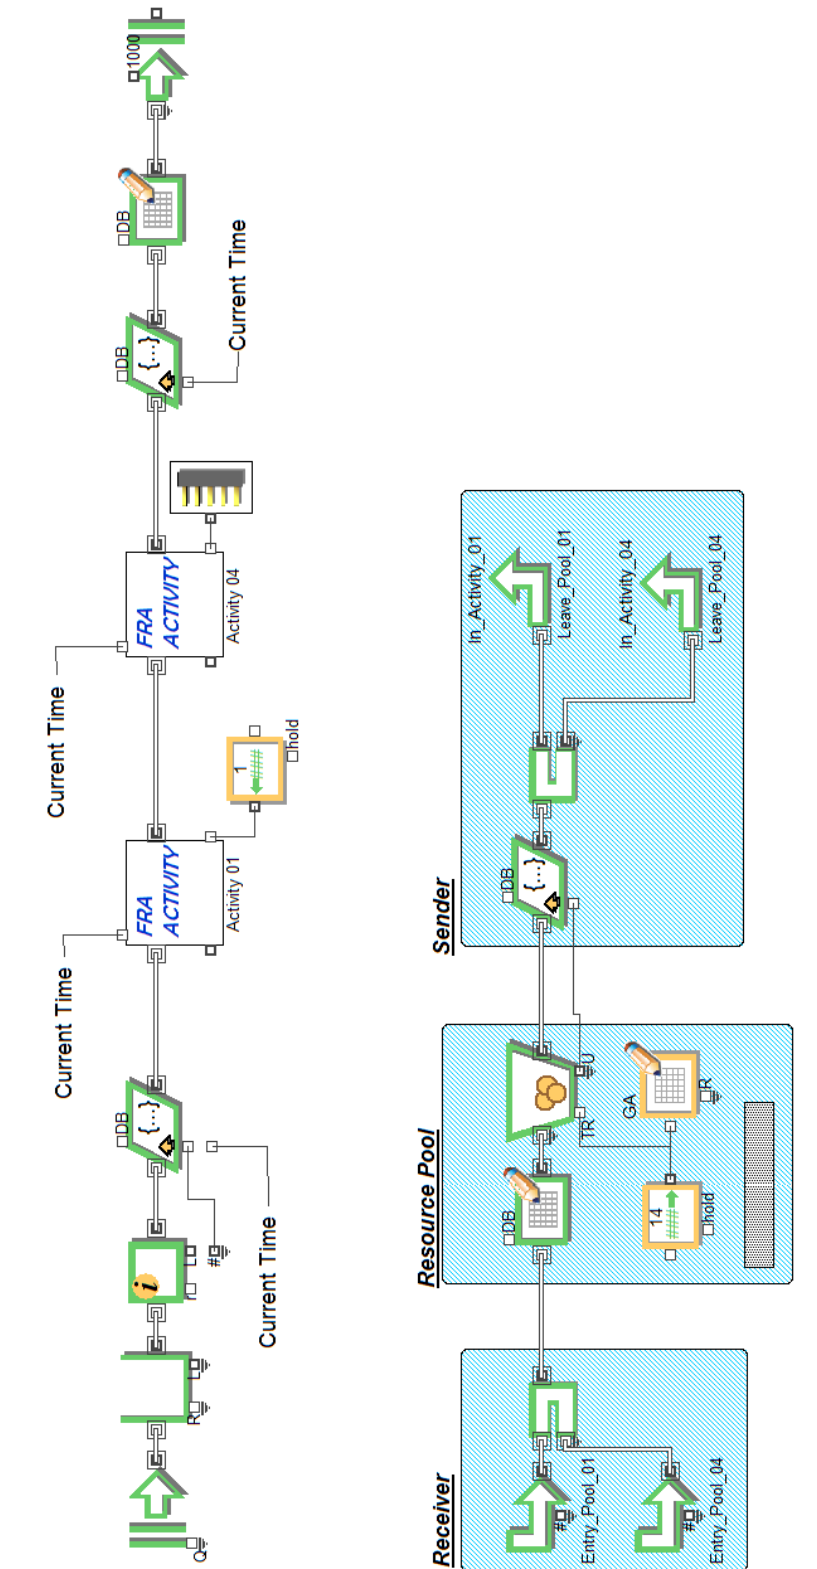 Q
R
L
i
r
L
#
DB
{...}
Current Time
Current Time
FRA
ACTIVITY
Activity 01
1
hold
Current Time
FRA
ACTIVITY
Activity 04
DB
{...}
Current Time
DB
1000
Receiver
#
Entry_Pool_01
#
Entry_Pool_04
Resource Pool
DB
TR
U
14
hold
GA
R
Sender
DB
{...}
In_Activity_01
Leave_Pool_01
In_Activity_04
Leave_Pool_04